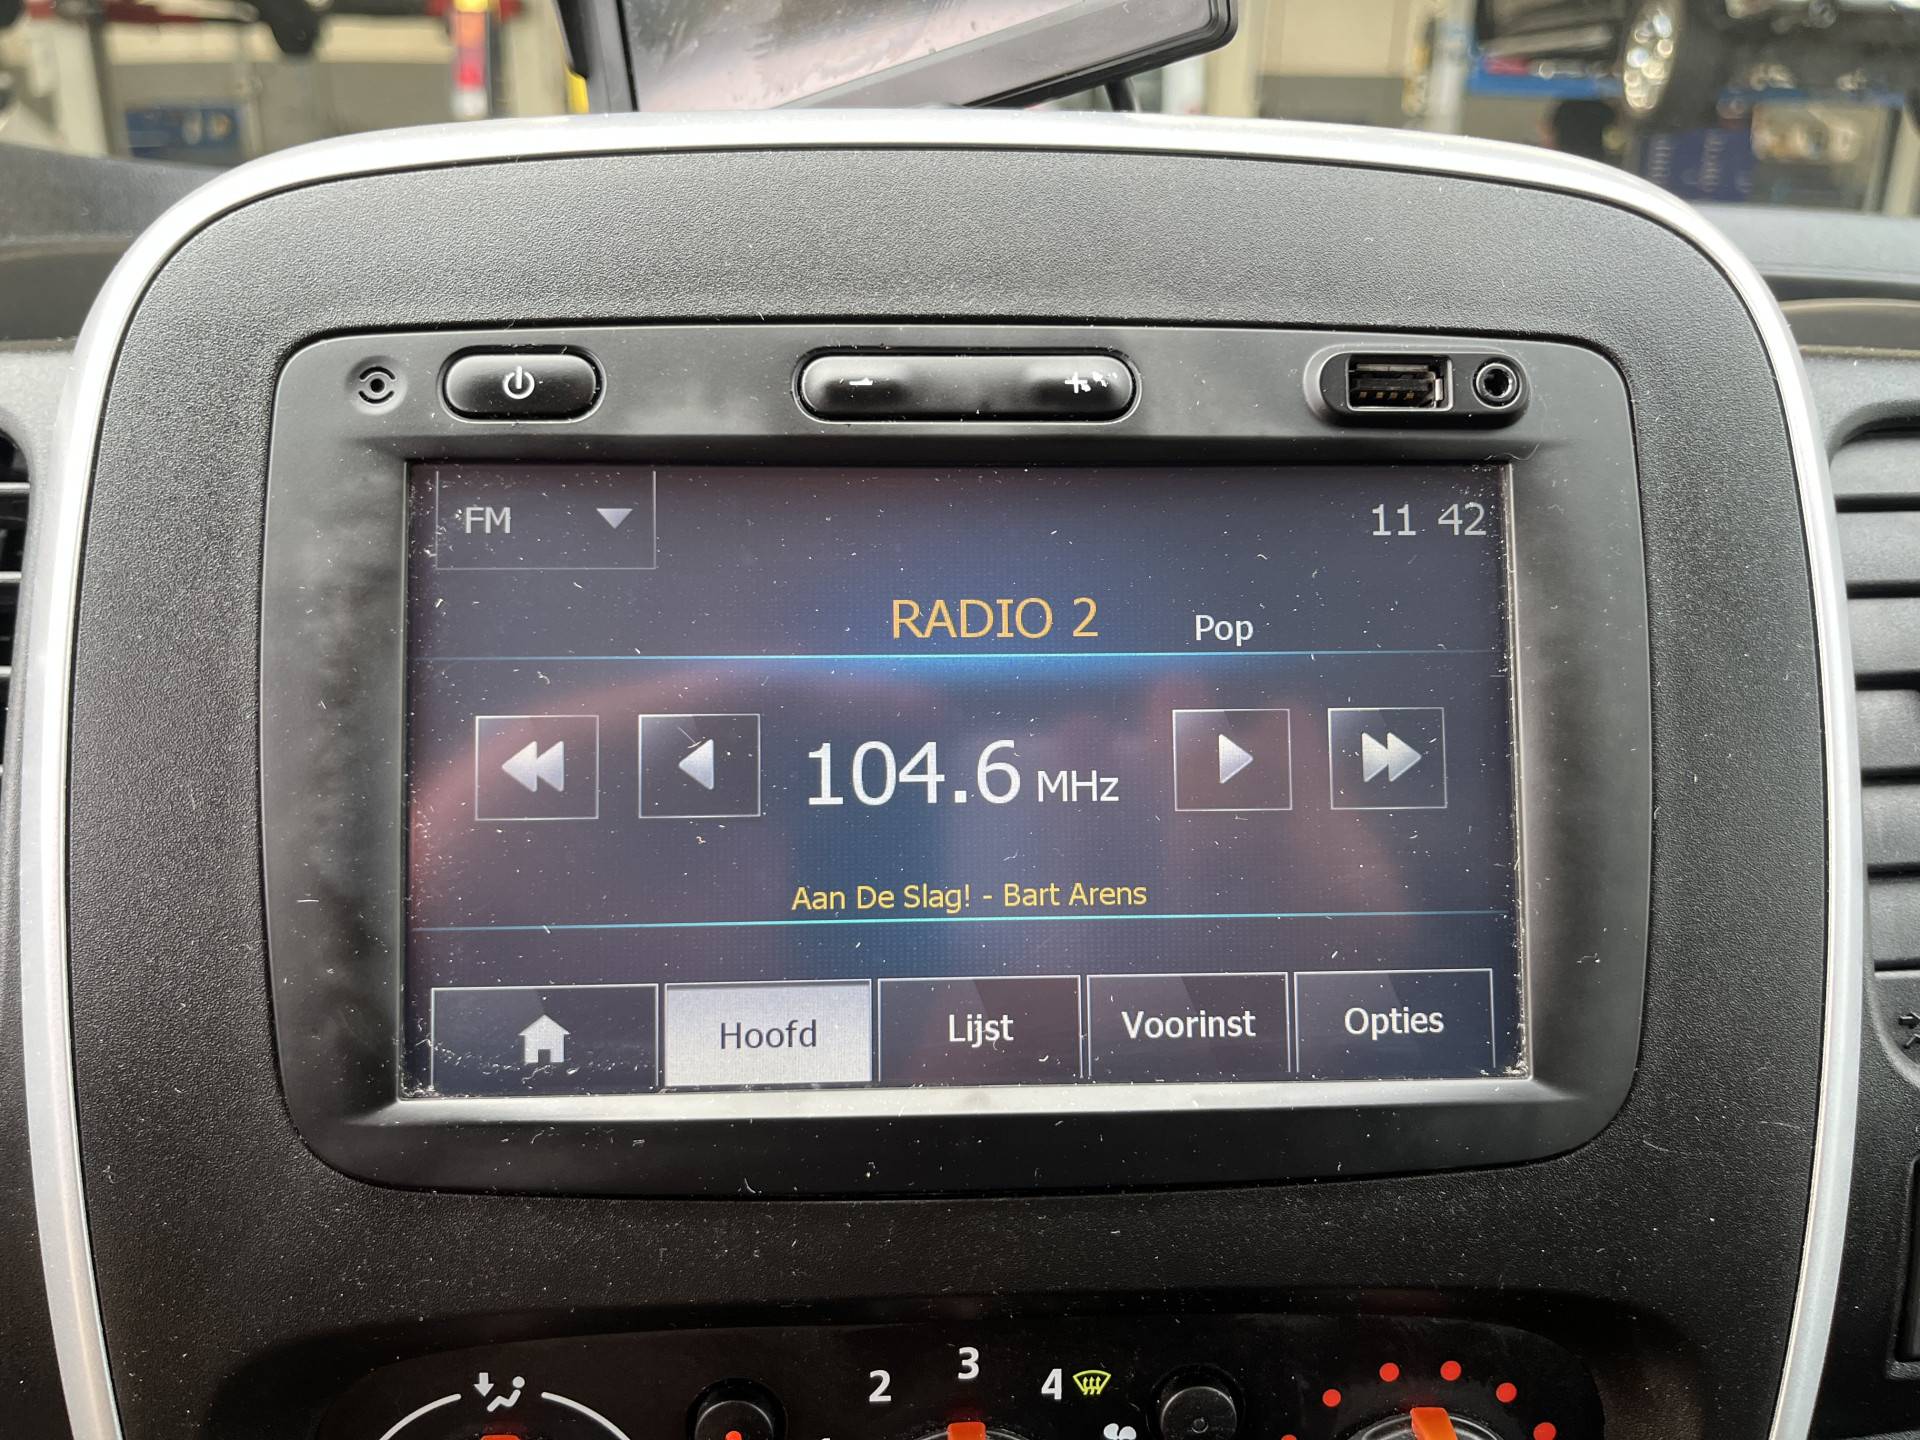 FM
11 42
RADIO 2 Pop
104.6 MHz
Aan De Slag! - Bart Arens
Hoofd Lijst Voorinst Opties
2 3 4